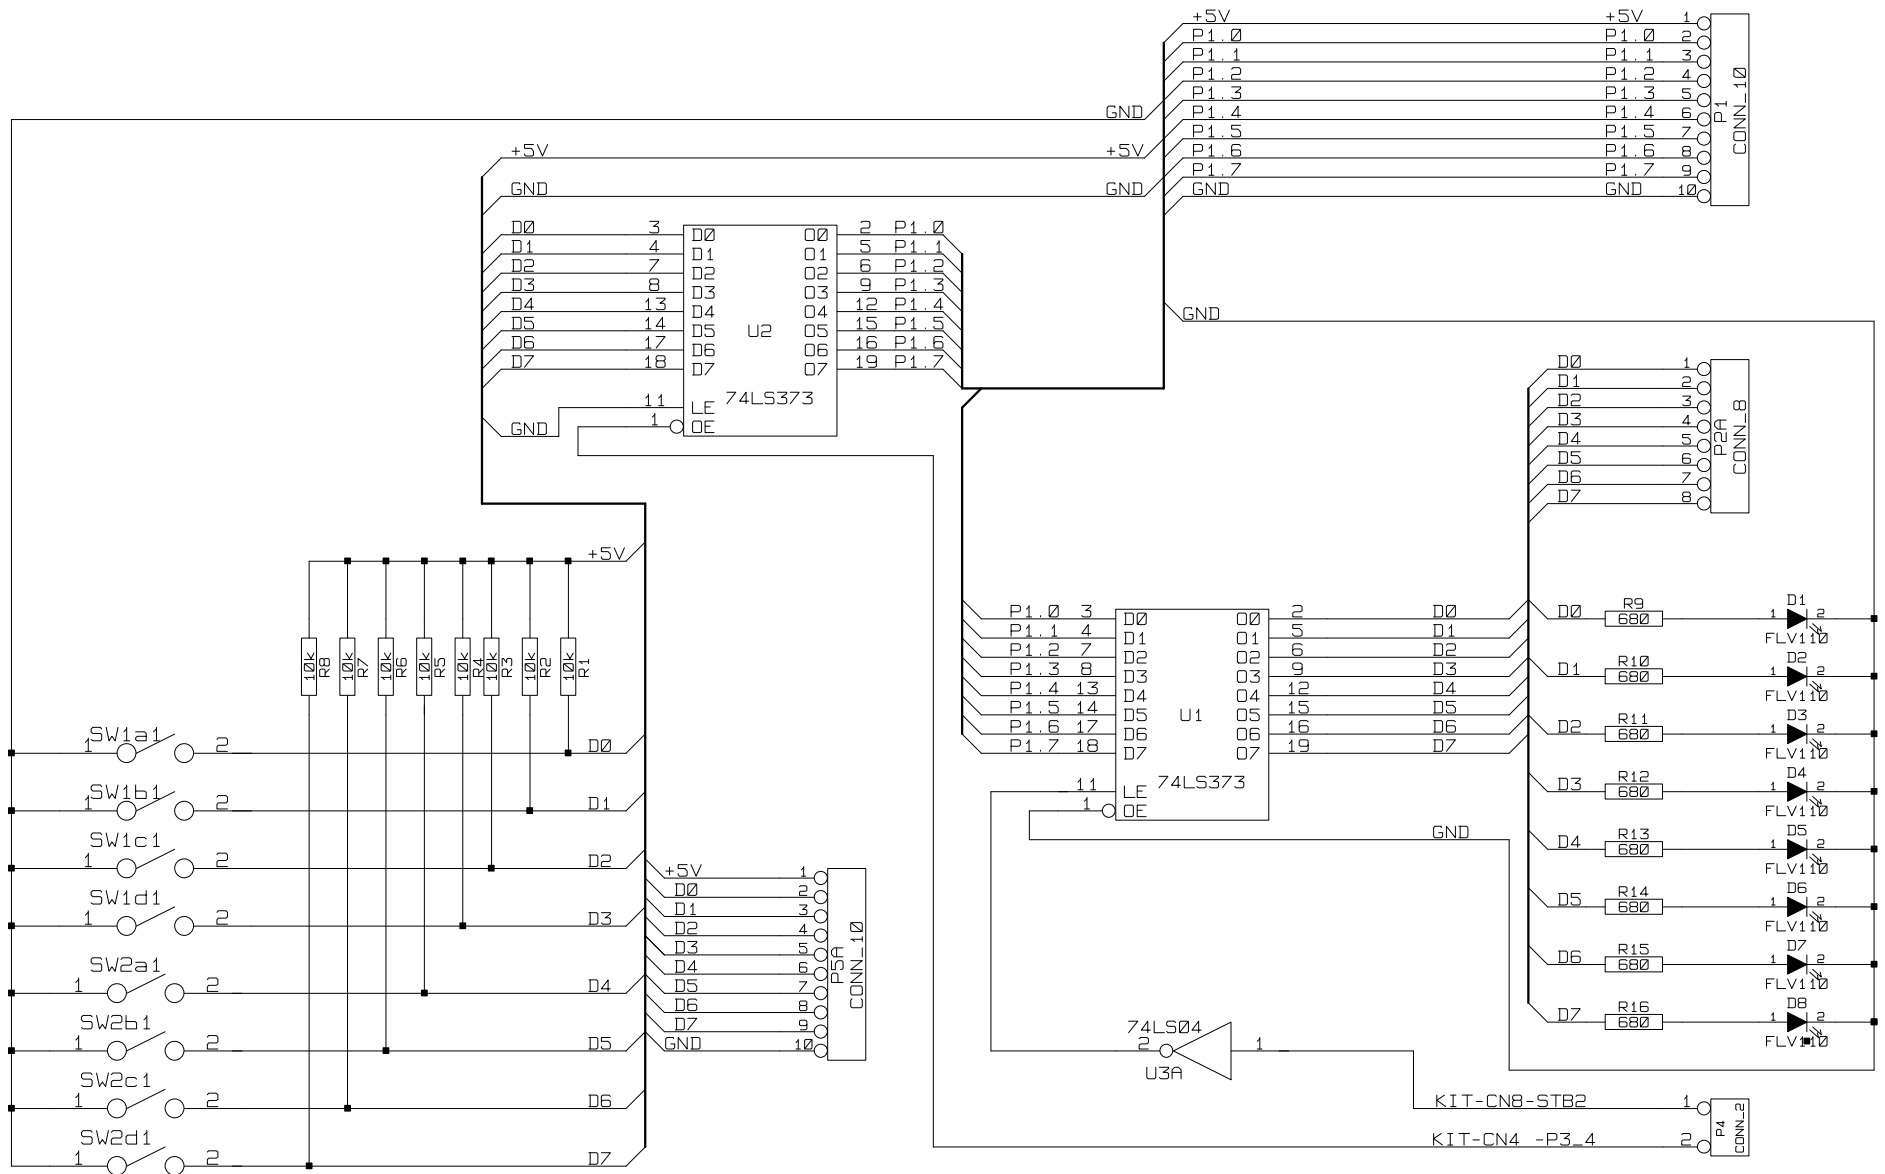 +5V +5V 1
P1.0 P1.0 2
P1.1 P1.1 3
P1.2 P1.2 4
P1.3 P1.3 5
GND P1.4 P1.4 6
P1.5 P1.5 7
+5V +5V P1.6 P1.6 8
P1.7 P1.7 9
GND GND GND GND 10
P1
CONN_10
D0 3 D0 O0 2 P1.0
D1 4 D1 O1 5 P1.1
D2 7 D2 O2 6 P1.2
D3 8 D3 O3 9 P1.3
D4 13 D4 O4 12 P1.4
D5 14 D5 O5 15 P1.5
D6 17 D6 O6 16 P1.6
D7 18 D7 O7 19 P1.7
U2
74LS373
11 LE
GND 1 OE
GND
D0 1
D1 2
D2 3
D3 4
D4 5
D5 6
D6 7
D7 8
P2A
CONN_8
+5V
10k R8
10k R7
10k R6
10k R5
10k R4
10k R3
10k R2
10k R1
SW1a1
1 2 D0
SW1b1
1 2 D1
SW1c1
1 2 D2
SW1d1
1 2 D3
SW2a1
1 2 D4
SW2b1
1 2 D5
SW2c1
1 2 D6
SW2d1
1 2 D7
+5V 1
D0 2
D1 3
D2 4
D3 5
D4 6
D5 7
D6 8
D7 9
GND 10
P5A
CONN_10
P1.0 3 D0 O0 2 D0
P1.1 4 D1 O1 5 D1
P1.2 7 D2 O2 6 D2
P1.3 8 D3 O3 9 D3
P1.4 13 D4 O4 12 D4
P1.5 14 D5 O5 15 D5
P1.6 17 D6 O6 16 D6
P1.7 18 D7 O7 19 D7
U1
74LS373
11 LE
1 OE
GND
D0 R9 680 1 D1 2
FLV110
D1 R10 680 1 D2 2
FLV110
D2 R11 680 1 D3 2
FLV110
D3 R12 680 1 D4 2
FLV110
D4 R13 680 1 D5 2
FLV110
D5 R14 680 1 D6 2
FLV110
D6 R15 680 1 D7 2
FLV110
D7 R16 680 1 D8 2
FLV110
74LS04
2 1
U3A
KIT-CN8-STB2 1
KIT-CN4 -P3_4 2
P4
CONN_2